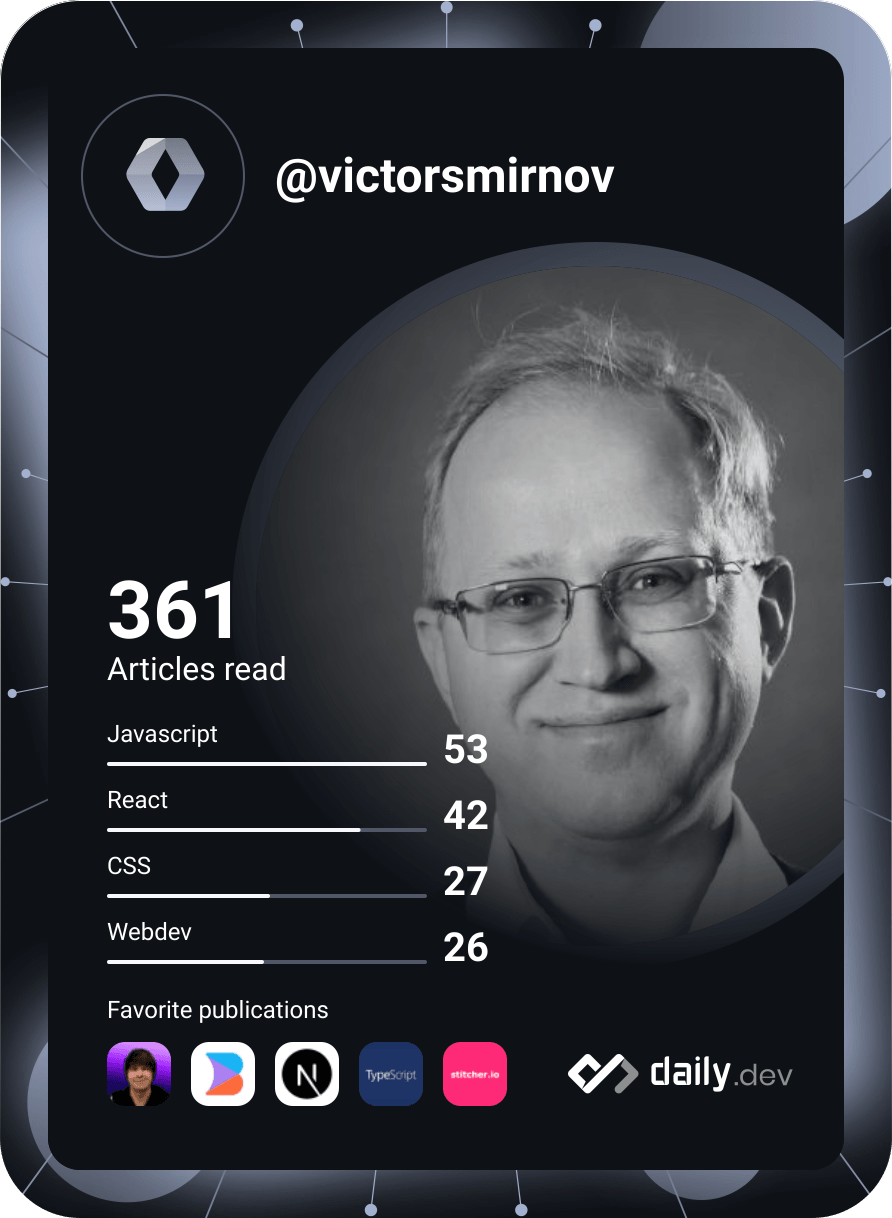 @victorsmirnov
361
Articles read
Javascript
53
React
42
CSS
27
Webdev
26
Favorite publications
N
TypeScript
stitcher.io
daily.dev